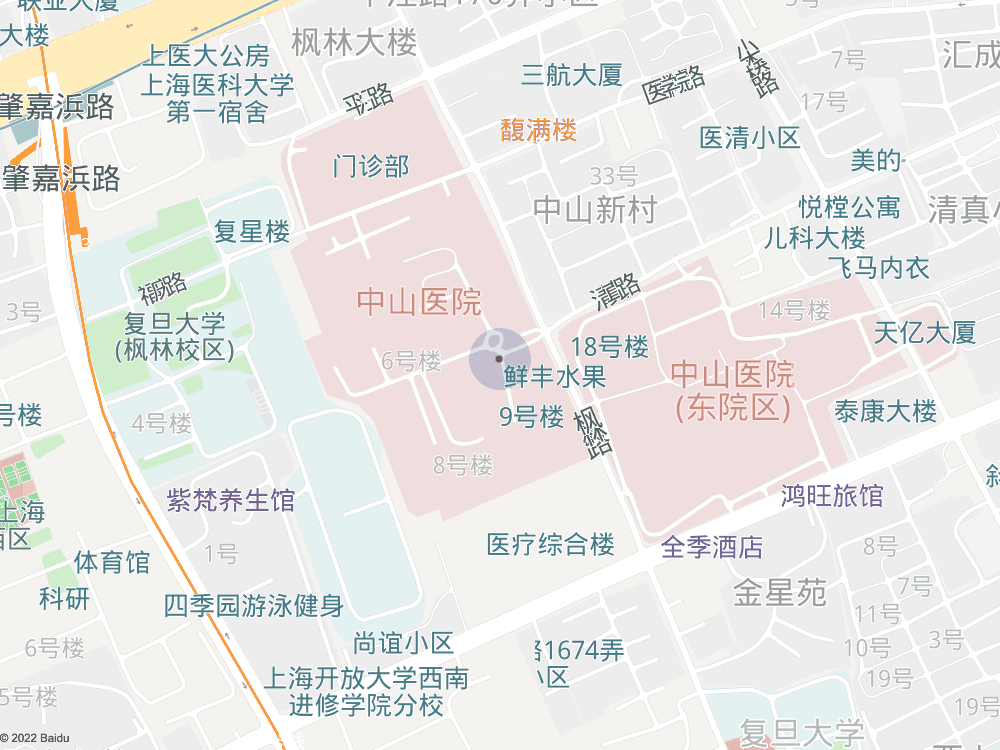 联业大厦
大楼
上医大公房
枫林大楼
三航大厦
医学院路
小木桥路
7号
汇成
上海医科大学
第一宿舍
平江路
17号
肇嘉浜路
馥满楼
医清小区
门诊部
美的
肇嘉浜路
33号
中山新村
悦樘公寓
清真
复星楼
儿科大楼
飞马内衣
福路
3号
中山医院
14号楼
复旦大学
(枫林校区)
18号楼
天亿大厦
6号楼
鲜丰水果
中山医院
(东院区)
号楼
4号楼
9号楼
枫林路
泰康大楼
8号楼
紫梵养生馆
鸿旺旅馆
上海
西区
1号
医疗综合楼
全季酒店
8号
体育馆
科研
四季园游泳健身
金星苑
7号
11号
6号楼
尚谊小区
路1674弄
小区
10号
3号
上海开放大学西南
进修学院分校
5号楼
19号
19号
复旦大学
© 2022 Baidu